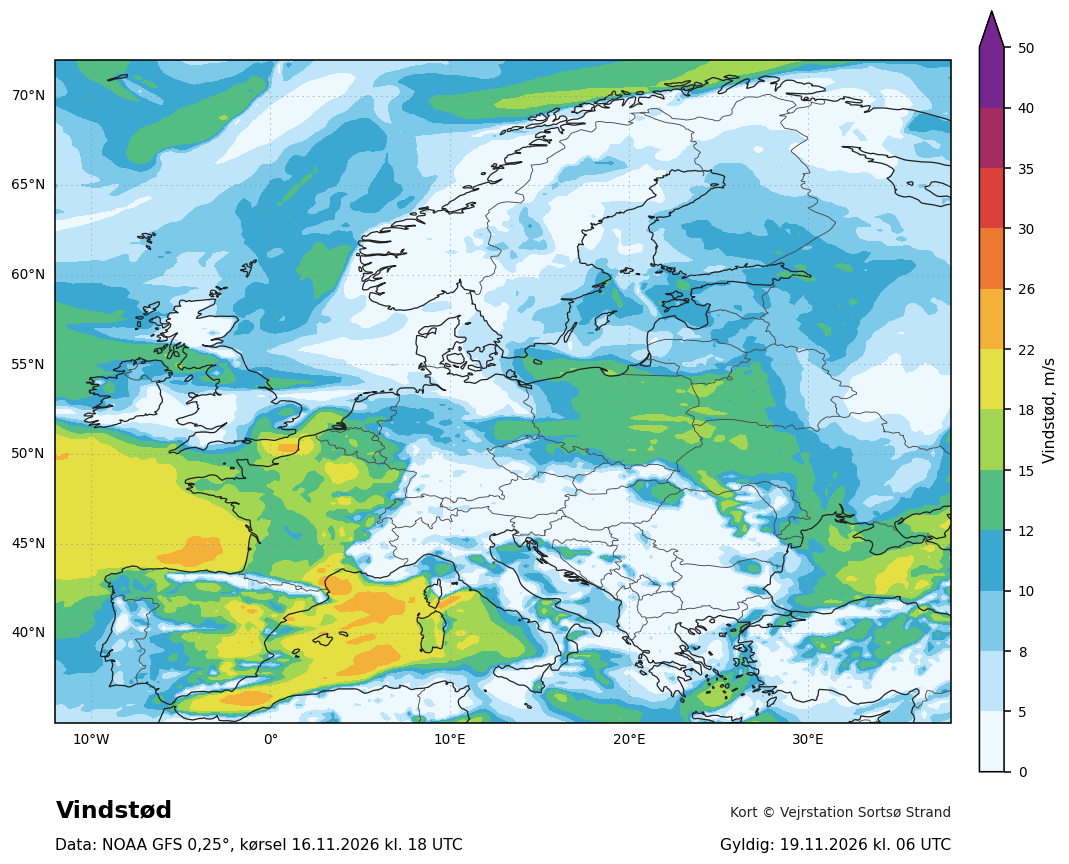 50
40
35
30
26
22
18
15
12
10
8
5
0
Vindstød, m/s
70°N
65°N
60°N
55°N
50°N
45°N
40°N
10°W
0°
10°E
20°E
30°E
Vindstød
Kort © Vejrstation Sortsø Strand
Data: NOAA GFS 0,25°, kørsel 16.11.2026 kl. 18 UTC
Gyldig: 19.11.2026 kl. 06 UTC